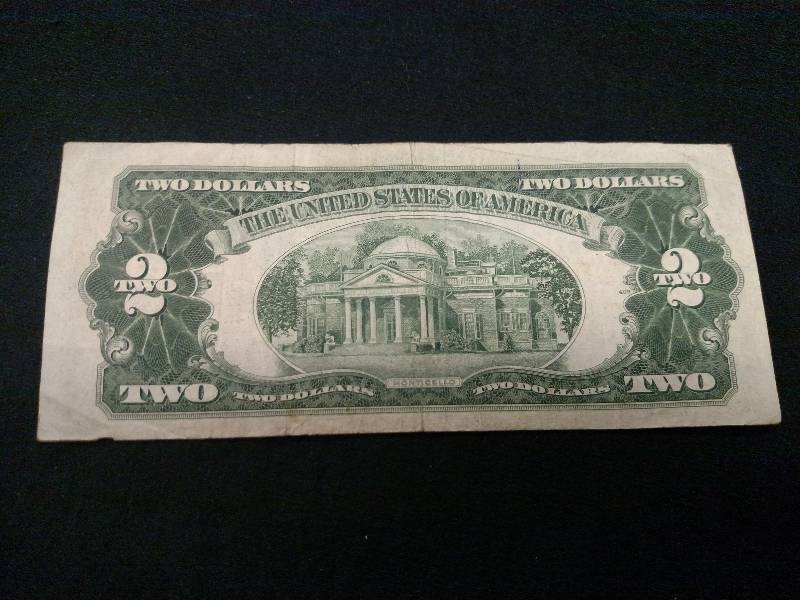 TWO DOLLARS TWO DOLLARS
THE UNITED STATES OF AMERICA
2 2
TWO TWO
MONTICELLO
TWO TWO DOLLARS TWO DOLLARS TWO